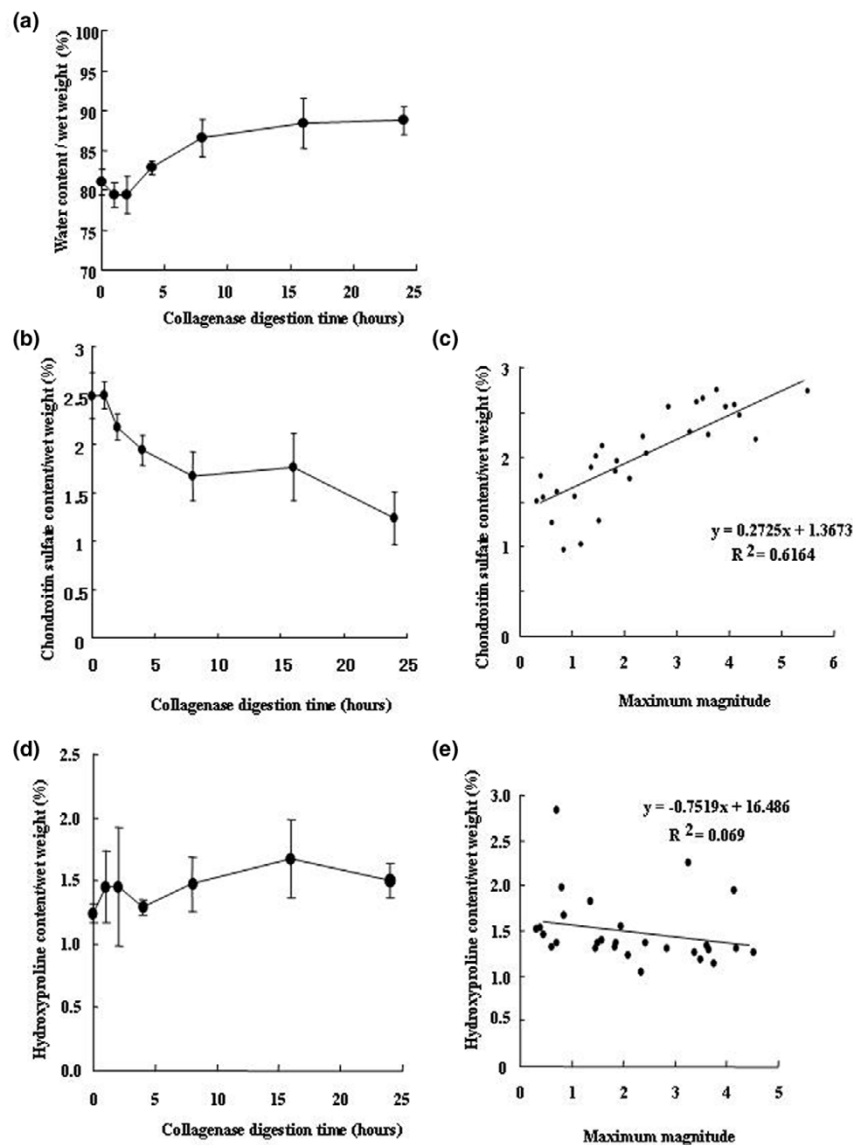 (a)
Water content / wet weight (%)
100
95
90
85
80
75
70
0 5 10 15 20 25
Collagenase digestion time (hours)
(b)
Chondroitin sulfate content/wet weight (%)
3
2.5
2
1.5
1
0.5
0
0 5 10 15 20 25
Collagenase digestion time (hours)
(c)
Chondroitin sulfate content/wet weight (%)
3
2
1
0
y = 0.2725x + 1.3673
R 2 = 0.6164
0 1 2 3 4 5 6
Maximum magnitude
(d)
Hydroxyproline content/wet weight (%)
2.5
2.0
1.5
1.0
0.5
0.0
0 5 10 15 20 25
Collagenase digestion time (hours)
(e)
Hydroxyproline content/wet weight (%)
3.0
2.5
2.0
1.5
1.0
0.5
0
y = -0.7519x + 16.486
R 2 = 0.069
0 1 2 3 4 5
Maximum magnitude